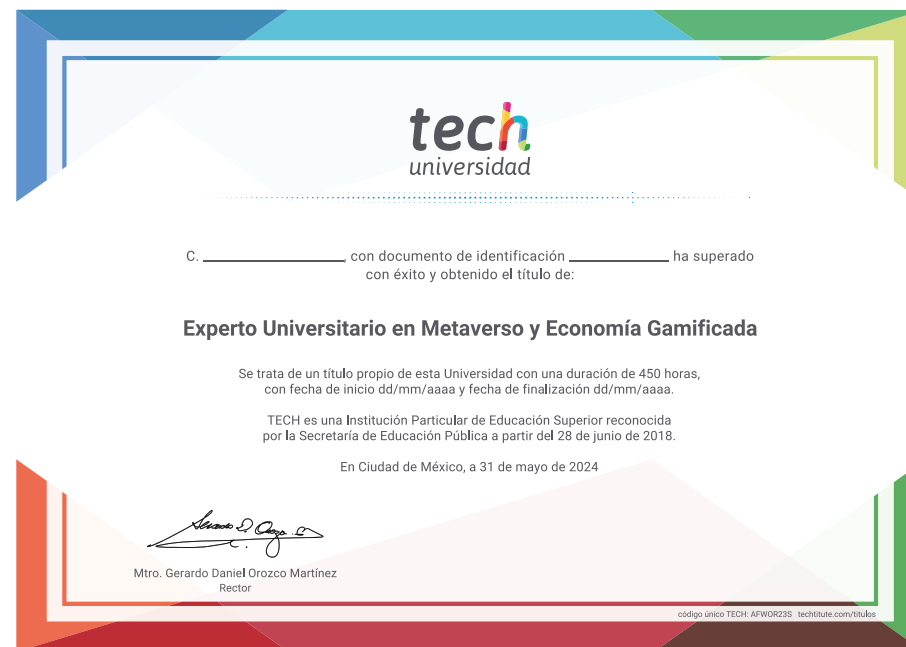 tech
universidad
C. ____________, con documento de identificación ____________ ha superado
con éxito y obtenido el título de:
Experto Universitario en Metaverso y Economía Gamificada
Se trata de un título propio de esta Universidad con una duración de 450 horas,
con fecha de inicio dd/mm/aaaa y fecha de finalización dd/mm/aaaa.
TECH es una Institución Particular de Educación Superior reconocida
por la Secretaría de Educación Pública a partir del 28 de junio de 2018.
En Ciudad de México, a 31 de mayo de 2024
Mtro. Gerardo Daniel Orozco Martínez
Rector
código único TECH: AFWOR23S techtitute.com/titulos